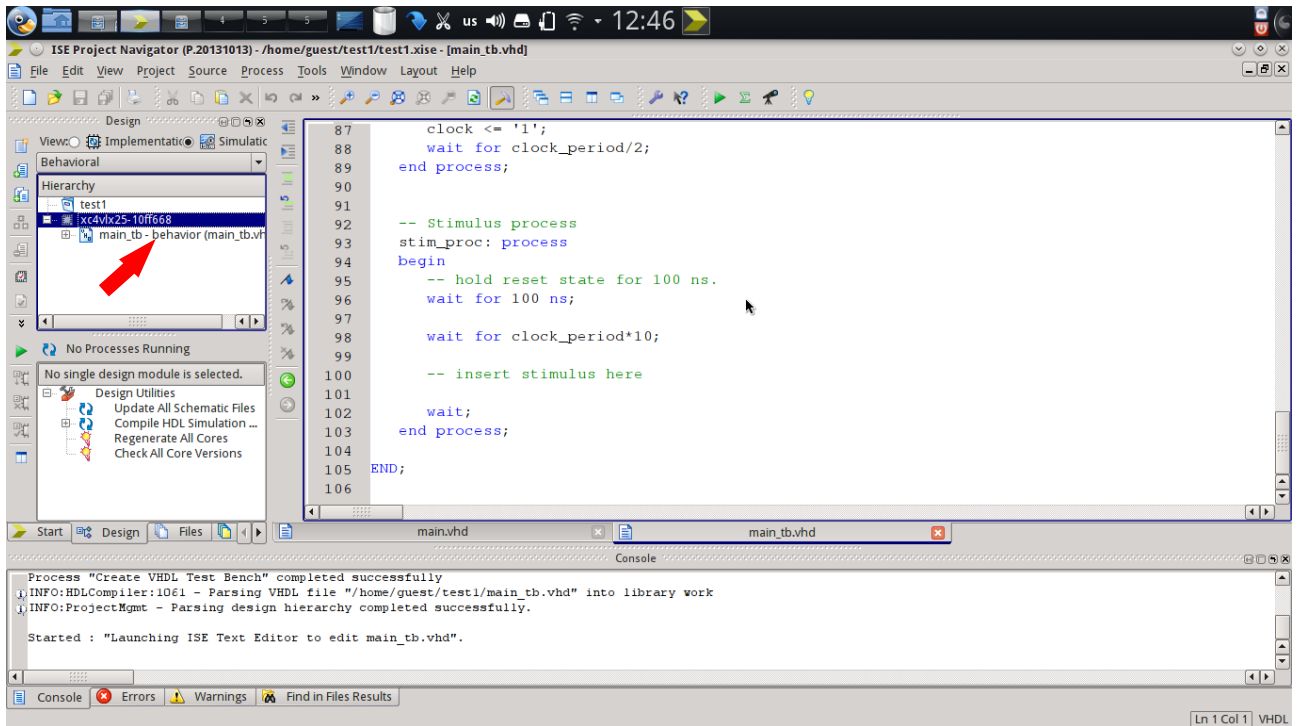 4 5 5 us 12:46
ISE Project Navigator (P.20131013) - /home/guest/test1/test1.xise - [main_tb.vhd]
File Edit View Project Source Process Tools Window Layout Help
Design
View: Implementatic Simulatic
Behavioral
Hierarchy
test1
xc4vlx25-10ff668
main_tb - behavior (main_tb.vh
No Processes Running
No single design module is selected.
Design Utilities
Update All Schematic Files
Compile HDL Simulation ...
Regenerate All Cores
Check All Core Versions
Start Design Files
87 clock <= '1';
88 wait for clock_period/2;
89 end process;
90
91
92 -- Stimulus process
93 stim_proc: process
94 begin
95 -- hold reset state for 100 ns.
96 wait for 100 ns;
97
98 wait for clock_period*10;
99
100 -- insert stimulus here
101
102 wait;
103 end process;
104
105 END;
106
main.vhd main_tb.vhd
Console
Process "Create VHDL Test Bench" completed successfully
INFO:HDLCompiler:1061 - Parsing VHDL file "/home/guest/test1/main_tb.vhd" into library work
INFO:ProjectMgmt - Parsing design hierarchy completed successfully.
Started : "Launching ISE Text Editor to edit main_tb.vhd".
Console Errors Warnings Find in Files Results
Ln 1 Col 1 VHDL